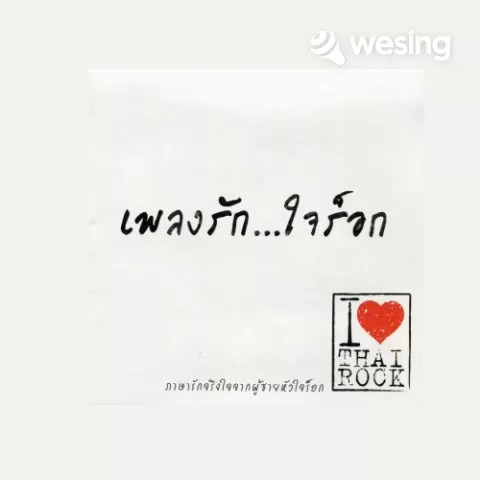 wesing
เพลงรัก...ใจร็อก
I ❤
THAI
ROCK
ภาษารักจริงใจจากผู้ชายหัวใจร็อก